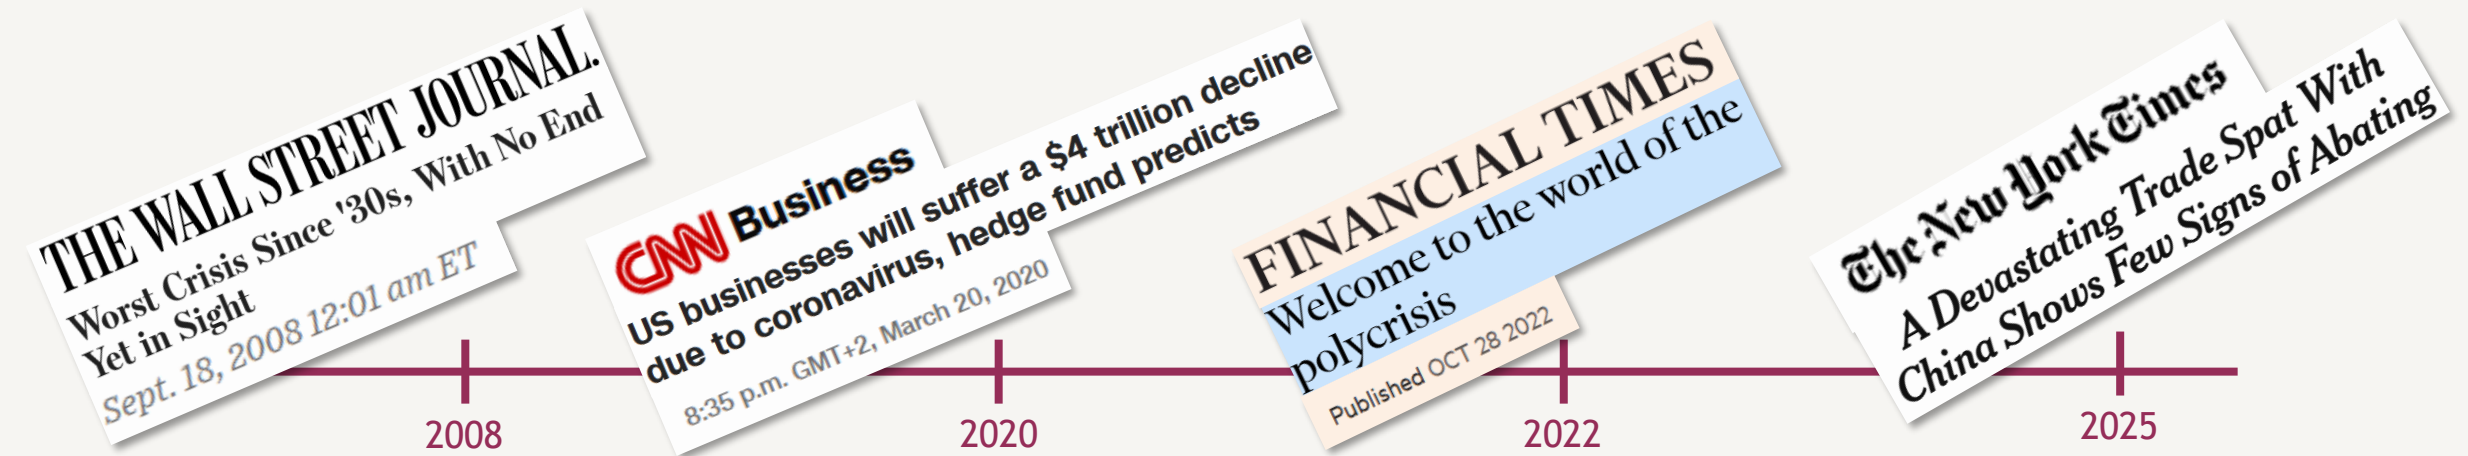 THE WALL STREET JOURNAL.
Worst Crisis Since '30s, With No End
Yet in Sight
Sept. 18, 2008 12:01 am ET
2008
CNN Business
US businesses will suffer a $4 trillion decline
due to coronavirus, hedge fund predicts
8:35 p.m. GMT+2, March 20, 2020
2020
FINANCIAL TIMES
Welcome to the world of the
polycrisis
Published OCT 28 2022
2022
The New York Times
A Devastating Trade Spat With
China Shows Few Signs of Abating
2025